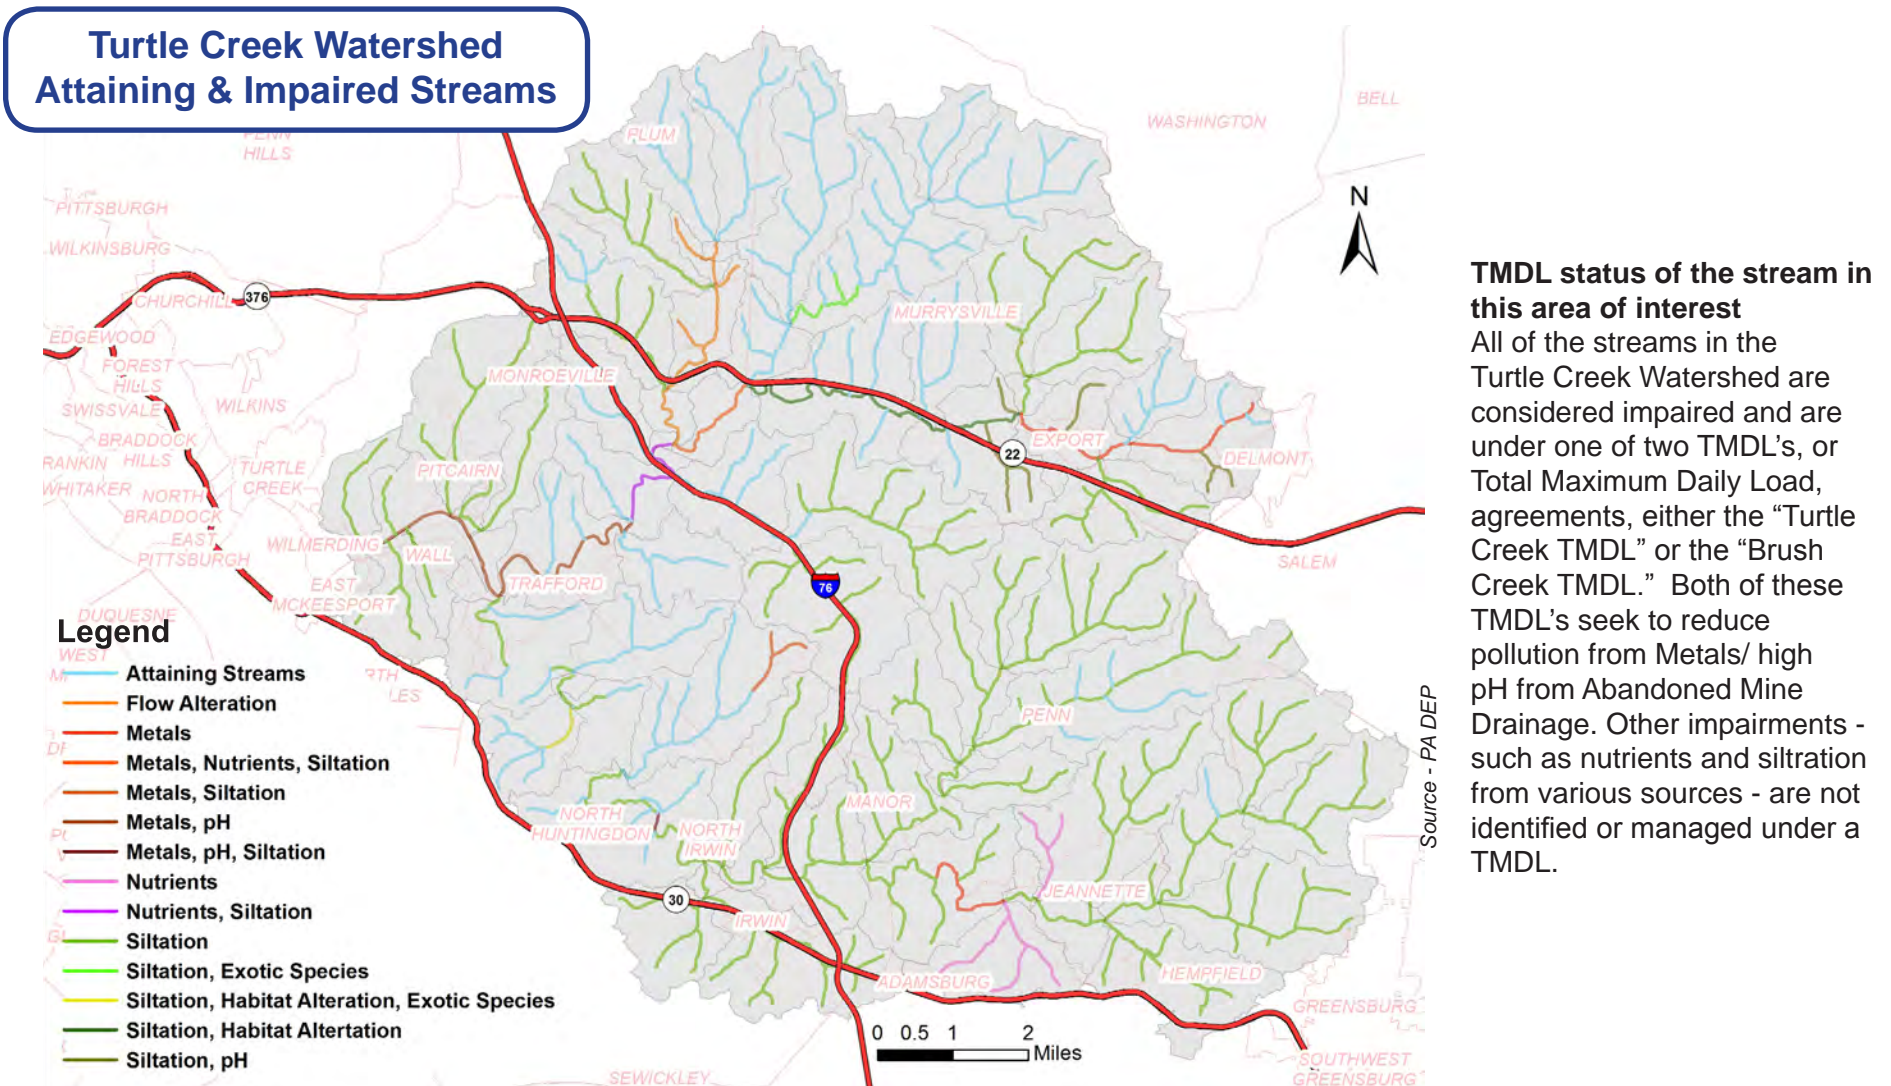 Turtle Creek Watershed
Attaining & Impaired Streams
PENN
HILLS
PLUM
WASHINGTON
BELL
PITTSBURGH
WILKINSBURG
CHURCHILL
376
EDGEWOOD
FOREST
HILLS
SWISSVALE
WILKINS
BRADDOCK
HILLS
RANKIN
WHITAKER
NORTH
BRADDOCK
TURTLE
CREEK
EAST
PITTSBURGH
WILMERDING
WALL
EAST
MCKEESPORT
DUQUESNE
WEST
PITCAIRN
MONROEVILLE
MURRYSVILLE
EXPORT
22
DELMONT
SALEM
TRAFFORD
76
PENN
MANOR
NORTH
HUNTINGDON
NORTH
IRWIN
30
IRWIN
JEANNETTE
ADAMSBURG
HEMPFIELD
GREENSBURG
SOUTHWEST
GREENSBURG
SEWICKLEY
RTH
LES
N
Legend
Attaining Streams
Flow Alteration
Metals
Metals, Nutrients, Siltation
Metals, Siltation
Metals, pH
Metals, pH, Siltation
Nutrients
Nutrients, Siltation
Siltation
Siltation, Exotic Species
Siltation, Habitat Alteration, Exotic Species
Siltation, Habitat Altertation
Siltation, pH
0 0.5 1 2
Miles
Source - PA DEP
TMDL status of the stream in
this area of interest
All of the streams in the
Turtle Creek Watershed are
considered impaired and are
under one of two TMDL’s, or
Total Maximum Daily Load,
agreements, either the “Turtle
Creek TMDL” or the “Brush
Creek TMDL.”  Both of these
TMDL’s seek to reduce
pollution from Metals/ high
pH from Abandoned Mine
Drainage. Other impairments -
such as nutrients and siltration
from various sources - are not
identified or managed under a
TMDL.